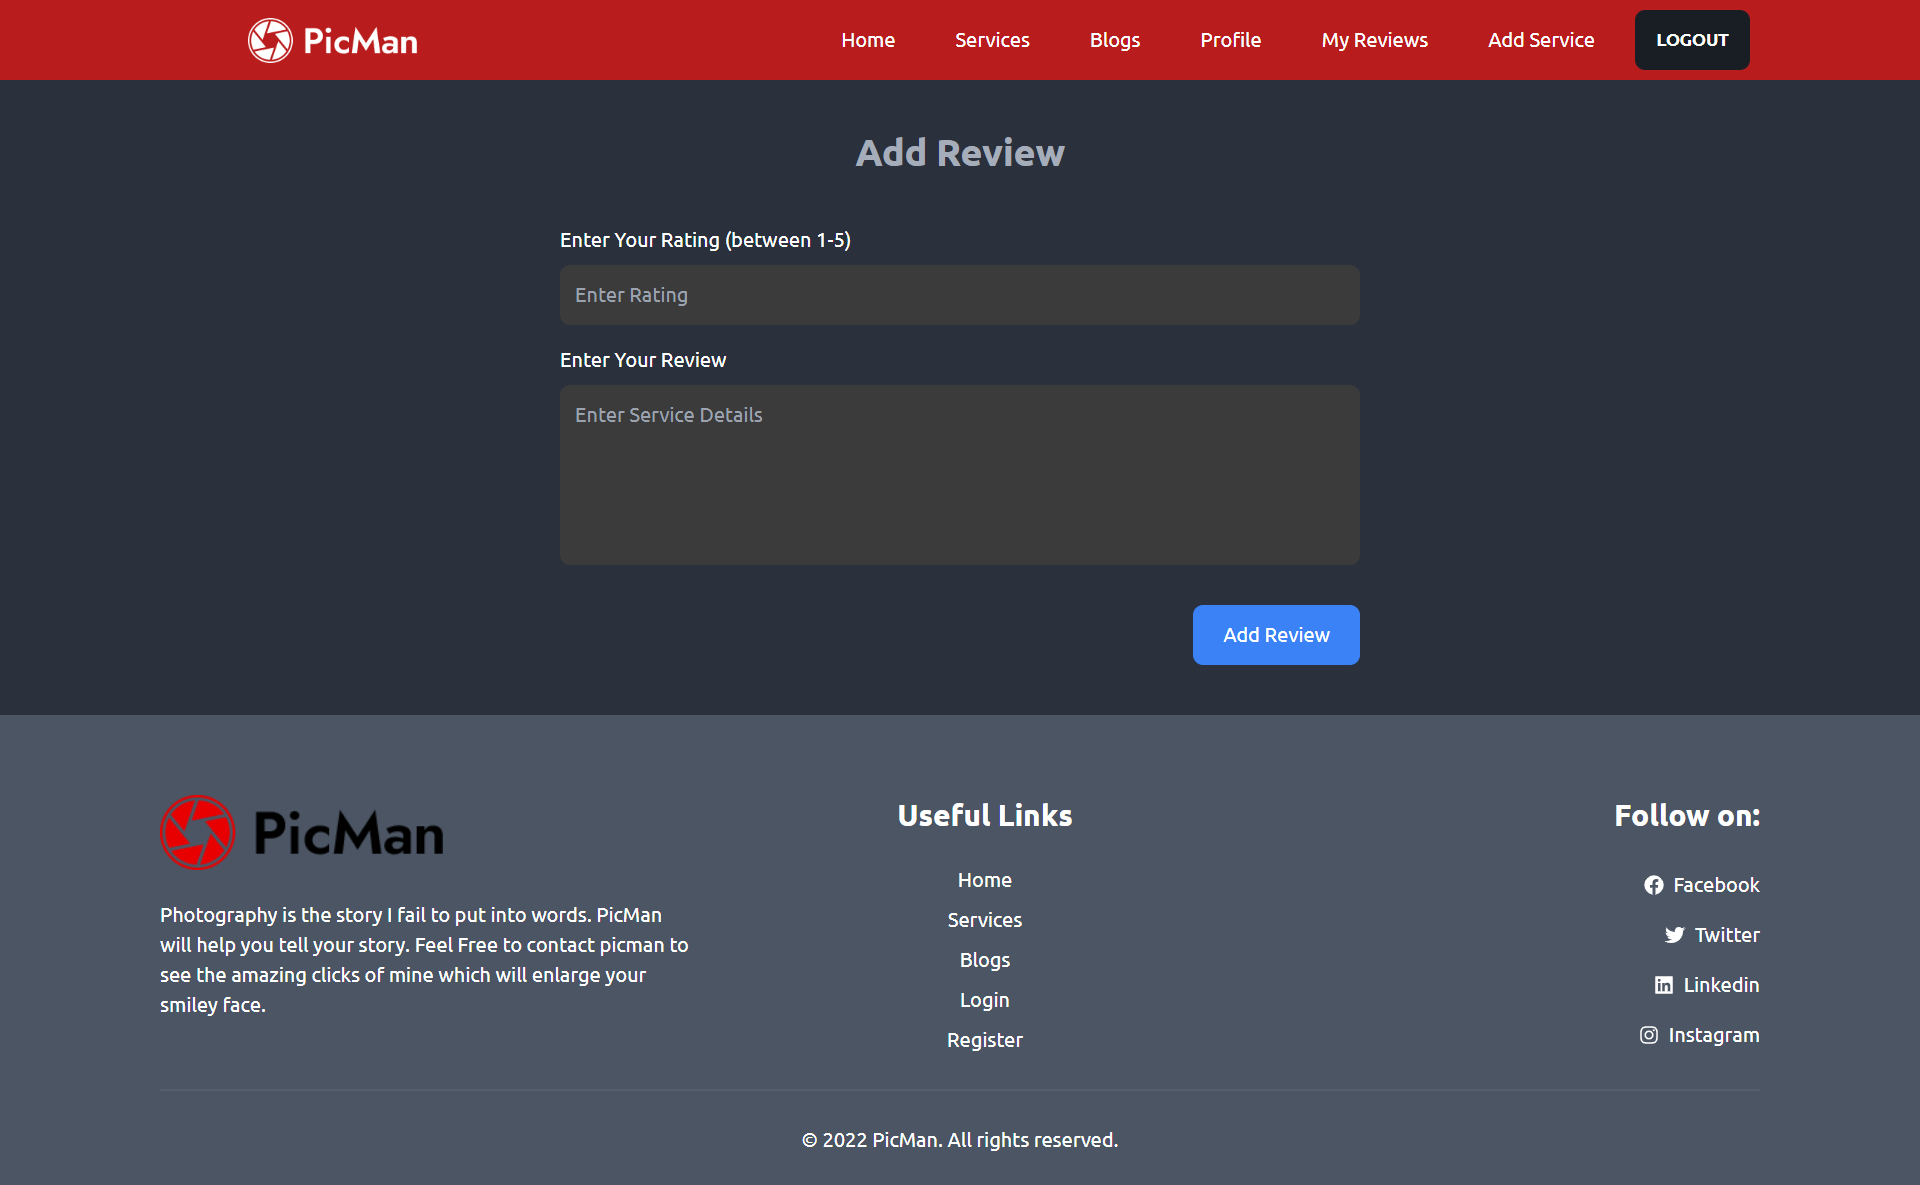 PicMan
Home
Services
Blogs
Profile
My Reviews
Add Service
LOGOUT
Add Review
Enter Your Rating (between 1-5)
Enter Rating
Enter Your Review
Enter Service Details
Add Review
PicMan
Photography is the story I fail to put into words. PicMan
will help you tell your story. Feel Free to contact picman to
see the amazing clicks of mine which will enlarge your
smiley face.
Useful Links
Home
Services
Blogs
Login
Register
Follow on:
Facebook
Twitter
Linkedin
Instagram
© 2022 PicMan. All rights reserved.